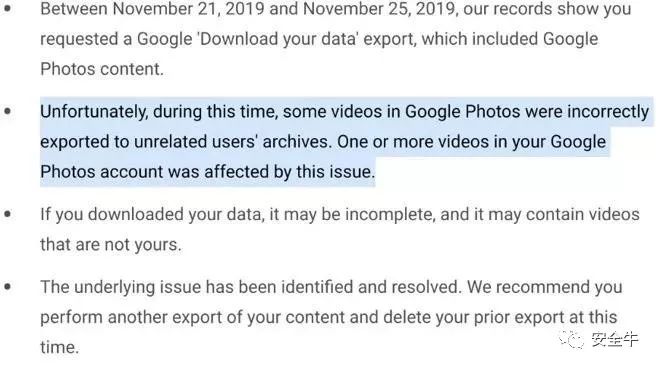 Between November 21, 2019 and November 25, 2019, our records show you
requested a Google 'Download your data' export, which included Google
Photos content.
Unfortunately, during this time, some videos in Google Photos were incorrectly
exported to unrelated users' archives. One or more videos in your Google
Photos account was affected by this issue.
If you downloaded your data, it may be incomplete, and it may contain videos
that are not yours.
The underlying issue has been identified and resolved. We recommend you
perform another export of your content and delete your prior export at this
time.
安全牛